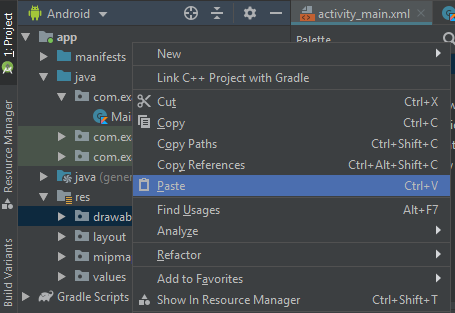 1: Project
Resource Manager
Build Variants
Android
activity_main.xml
Palette
app
manifests
java
com.ex
Mai
com.ex
com.ex
java (gener
res
drawab
layout
mipma
values
Gradle Scripts
New
Link C++ Project with Gradle
Cut Ctrl+X
Copy Ctrl+C
Copy Paths Ctrl+Shift+C
Copy References Ctrl+Alt+Shift+C
Paste Ctrl+V
Find Usages Alt+F7
Analyze
Refactor
Add to Favorites
Show In Resource Manager Ctrl+Shift+T